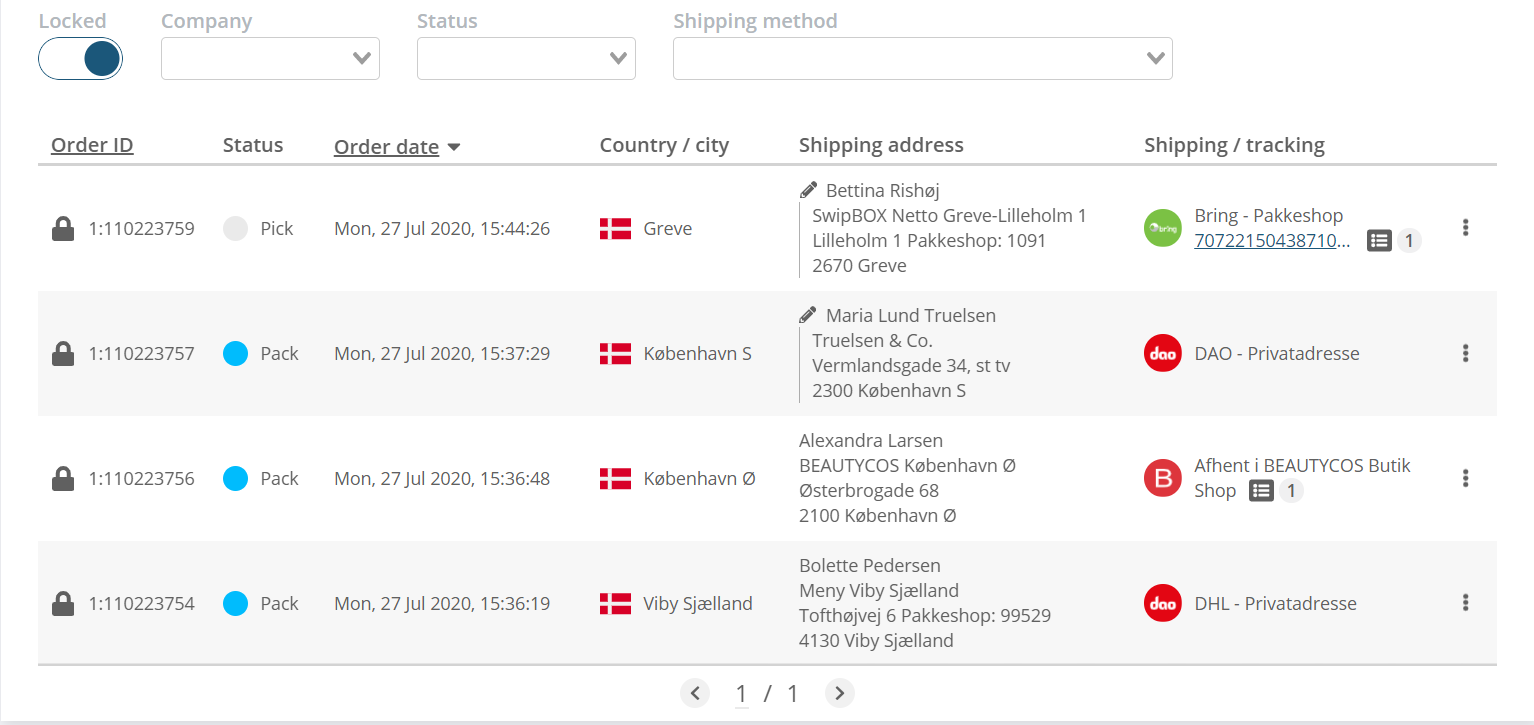 Locked Company Status Shipping method
Order ID Status Order date Country / city Shipping address Shipping / tracking
Bettina Rishøj
SwipBOX Netto Greve-Lilleholm 1 Bring - Pakkeshop
1:110223759 Pick Mon, 27 Jul 2020, 15:44:26 Greve bring
Lilleholm 1 Pakkeshop: 1091 70722150438710... 1
2670 Greve
Maria Lund Truelsen
Truelsen & Co.
1:110223757 Pack Mon, 27 Jul 2020, 15:37:29 København S dao DAO - Privatadresse
Vermlandsgade 34, st tv
2300 København S
Alexandra Larsen
BEAUTYCOS København Ø Afhent i BEAUTYCOS Butik
1:110223756 Pack Mon, 27 Jul 2020, 15:36:48 København Ø B
Østerbrogade 68 Shop 1
2100 København Ø
Bolette Pedersen
Meny Viby Sjælland
1:110223754 Pack Mon, 27 Jul 2020, 15:36:19 Viby Sjælland dao DHL - Privatadresse
Tofthøjvej 6 Pakkeshop: 99529
4130 Viby Sjælland
1 / 1